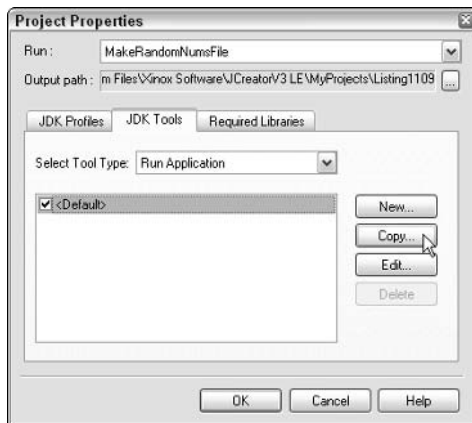 Project Properties
Run : MakeRandomNumsFile
Output path : m Files\Xinox Software\JCreatorV3 LE\MyProjects\Listing1109 ...
JDK Profiles JDK Tools Required Libraries
Select Tool Type: Run Application
<Default>
New...
Copy...
Edit...
Delete
OK Cancel Help